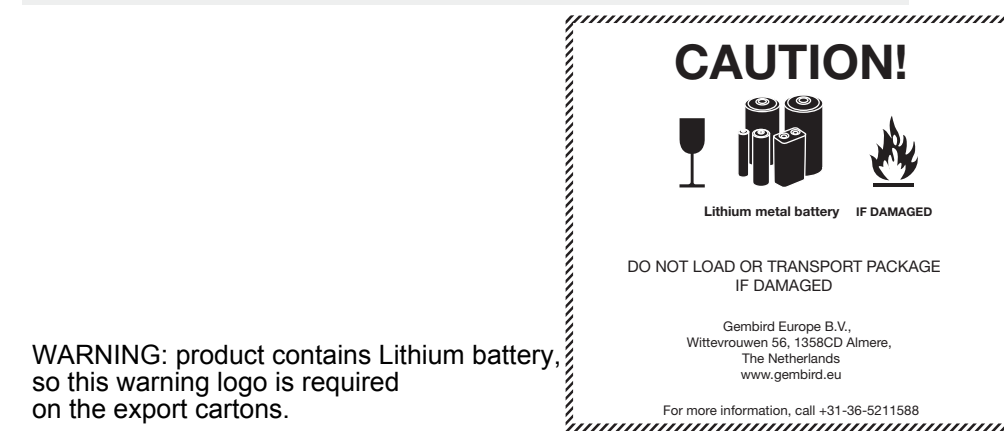 CAUTION!
Lithium metal battery IF DAMAGED
DO NOT LOAD OR TRANSPORT PACKAGE
IF DAMAGED
Gembird Europe B.V.,
Wittevrouwen 56, 1358CD Almere,
The Netherlands
www.gembird.eu
For more information, call +31-36-5211588
WARNING: product contains Lithium battery,
so this warning logo is required
on the export cartons.